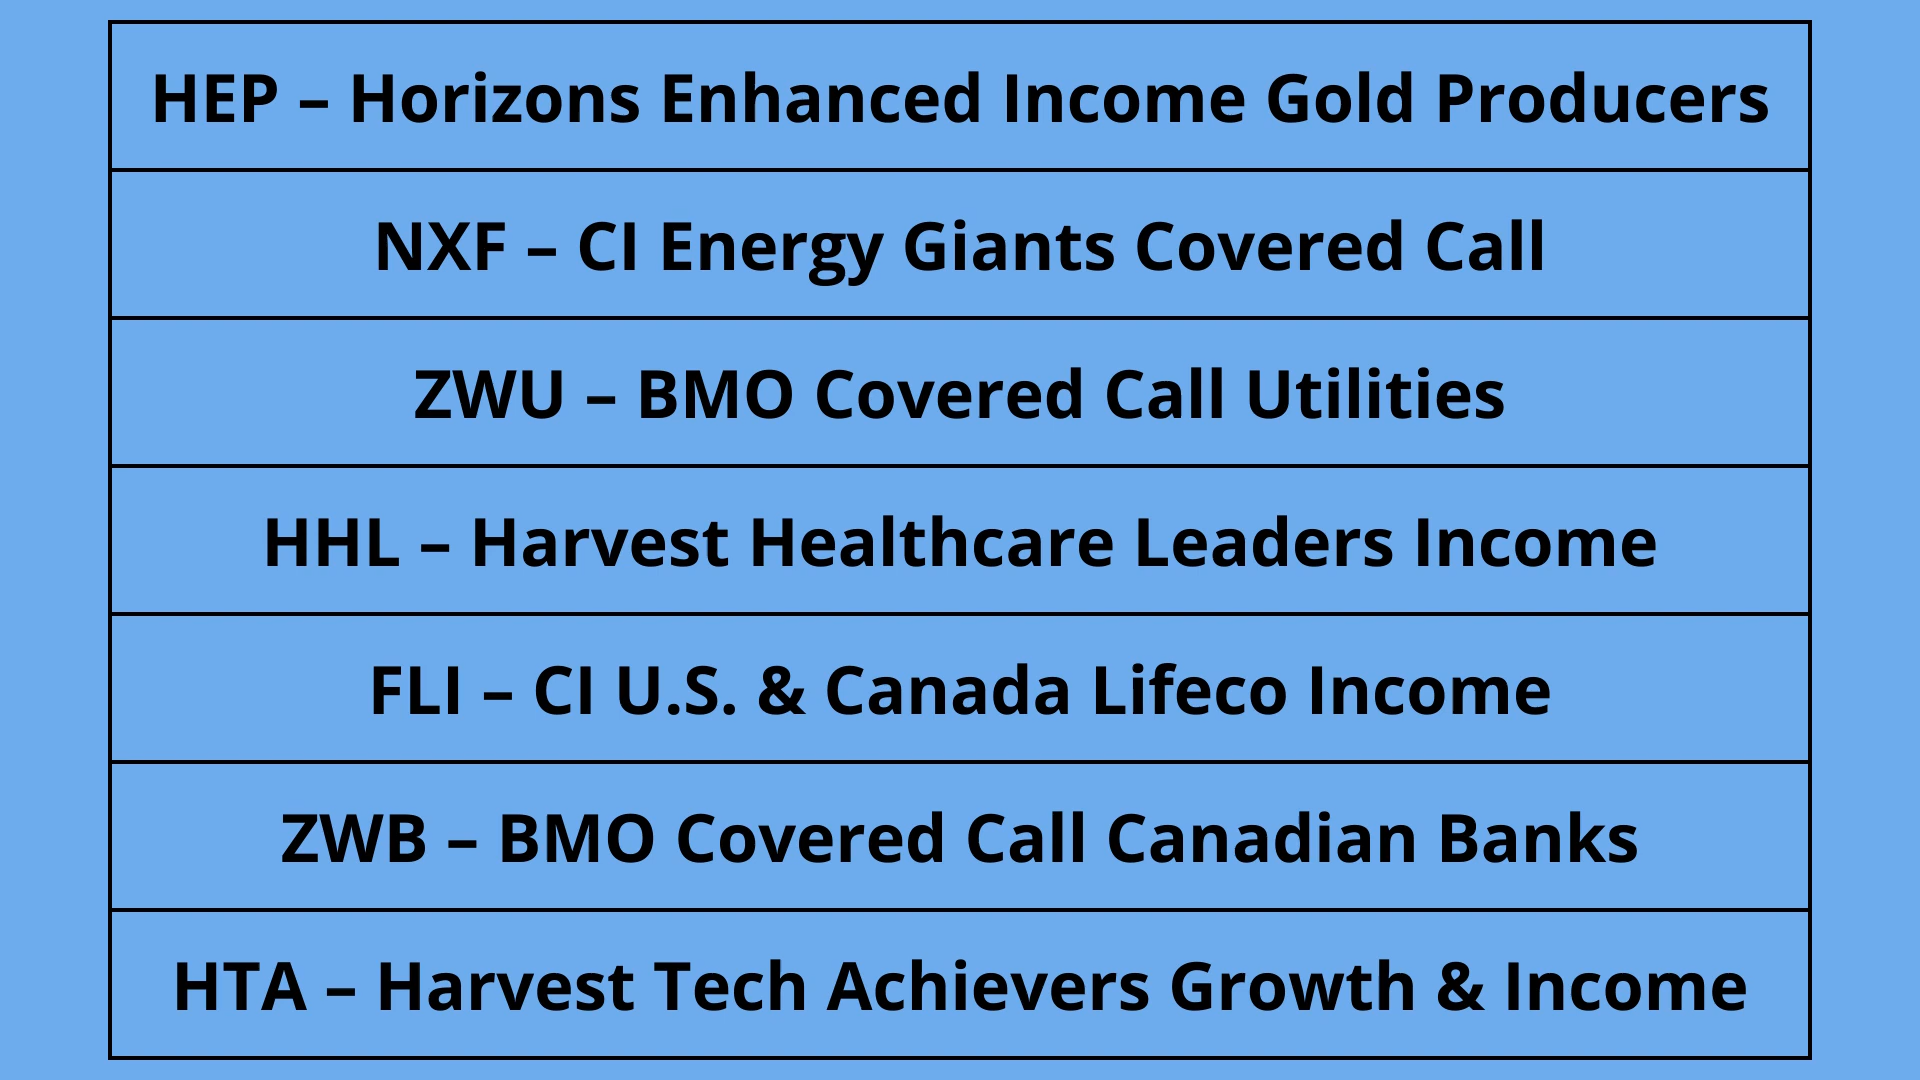 HEP – Horizons Enhanced Income Gold Producers
NXF – CI Energy Giants Covered Call
ZWU – BMO Covered Call Utilities
HHL – Harvest Healthcare Leaders Income
FLI – CI U.S. & Canada Lifeco Income
ZWB – BMO Covered Call Canadian Banks
HTA – Harvest Tech Achievers Growth & Income